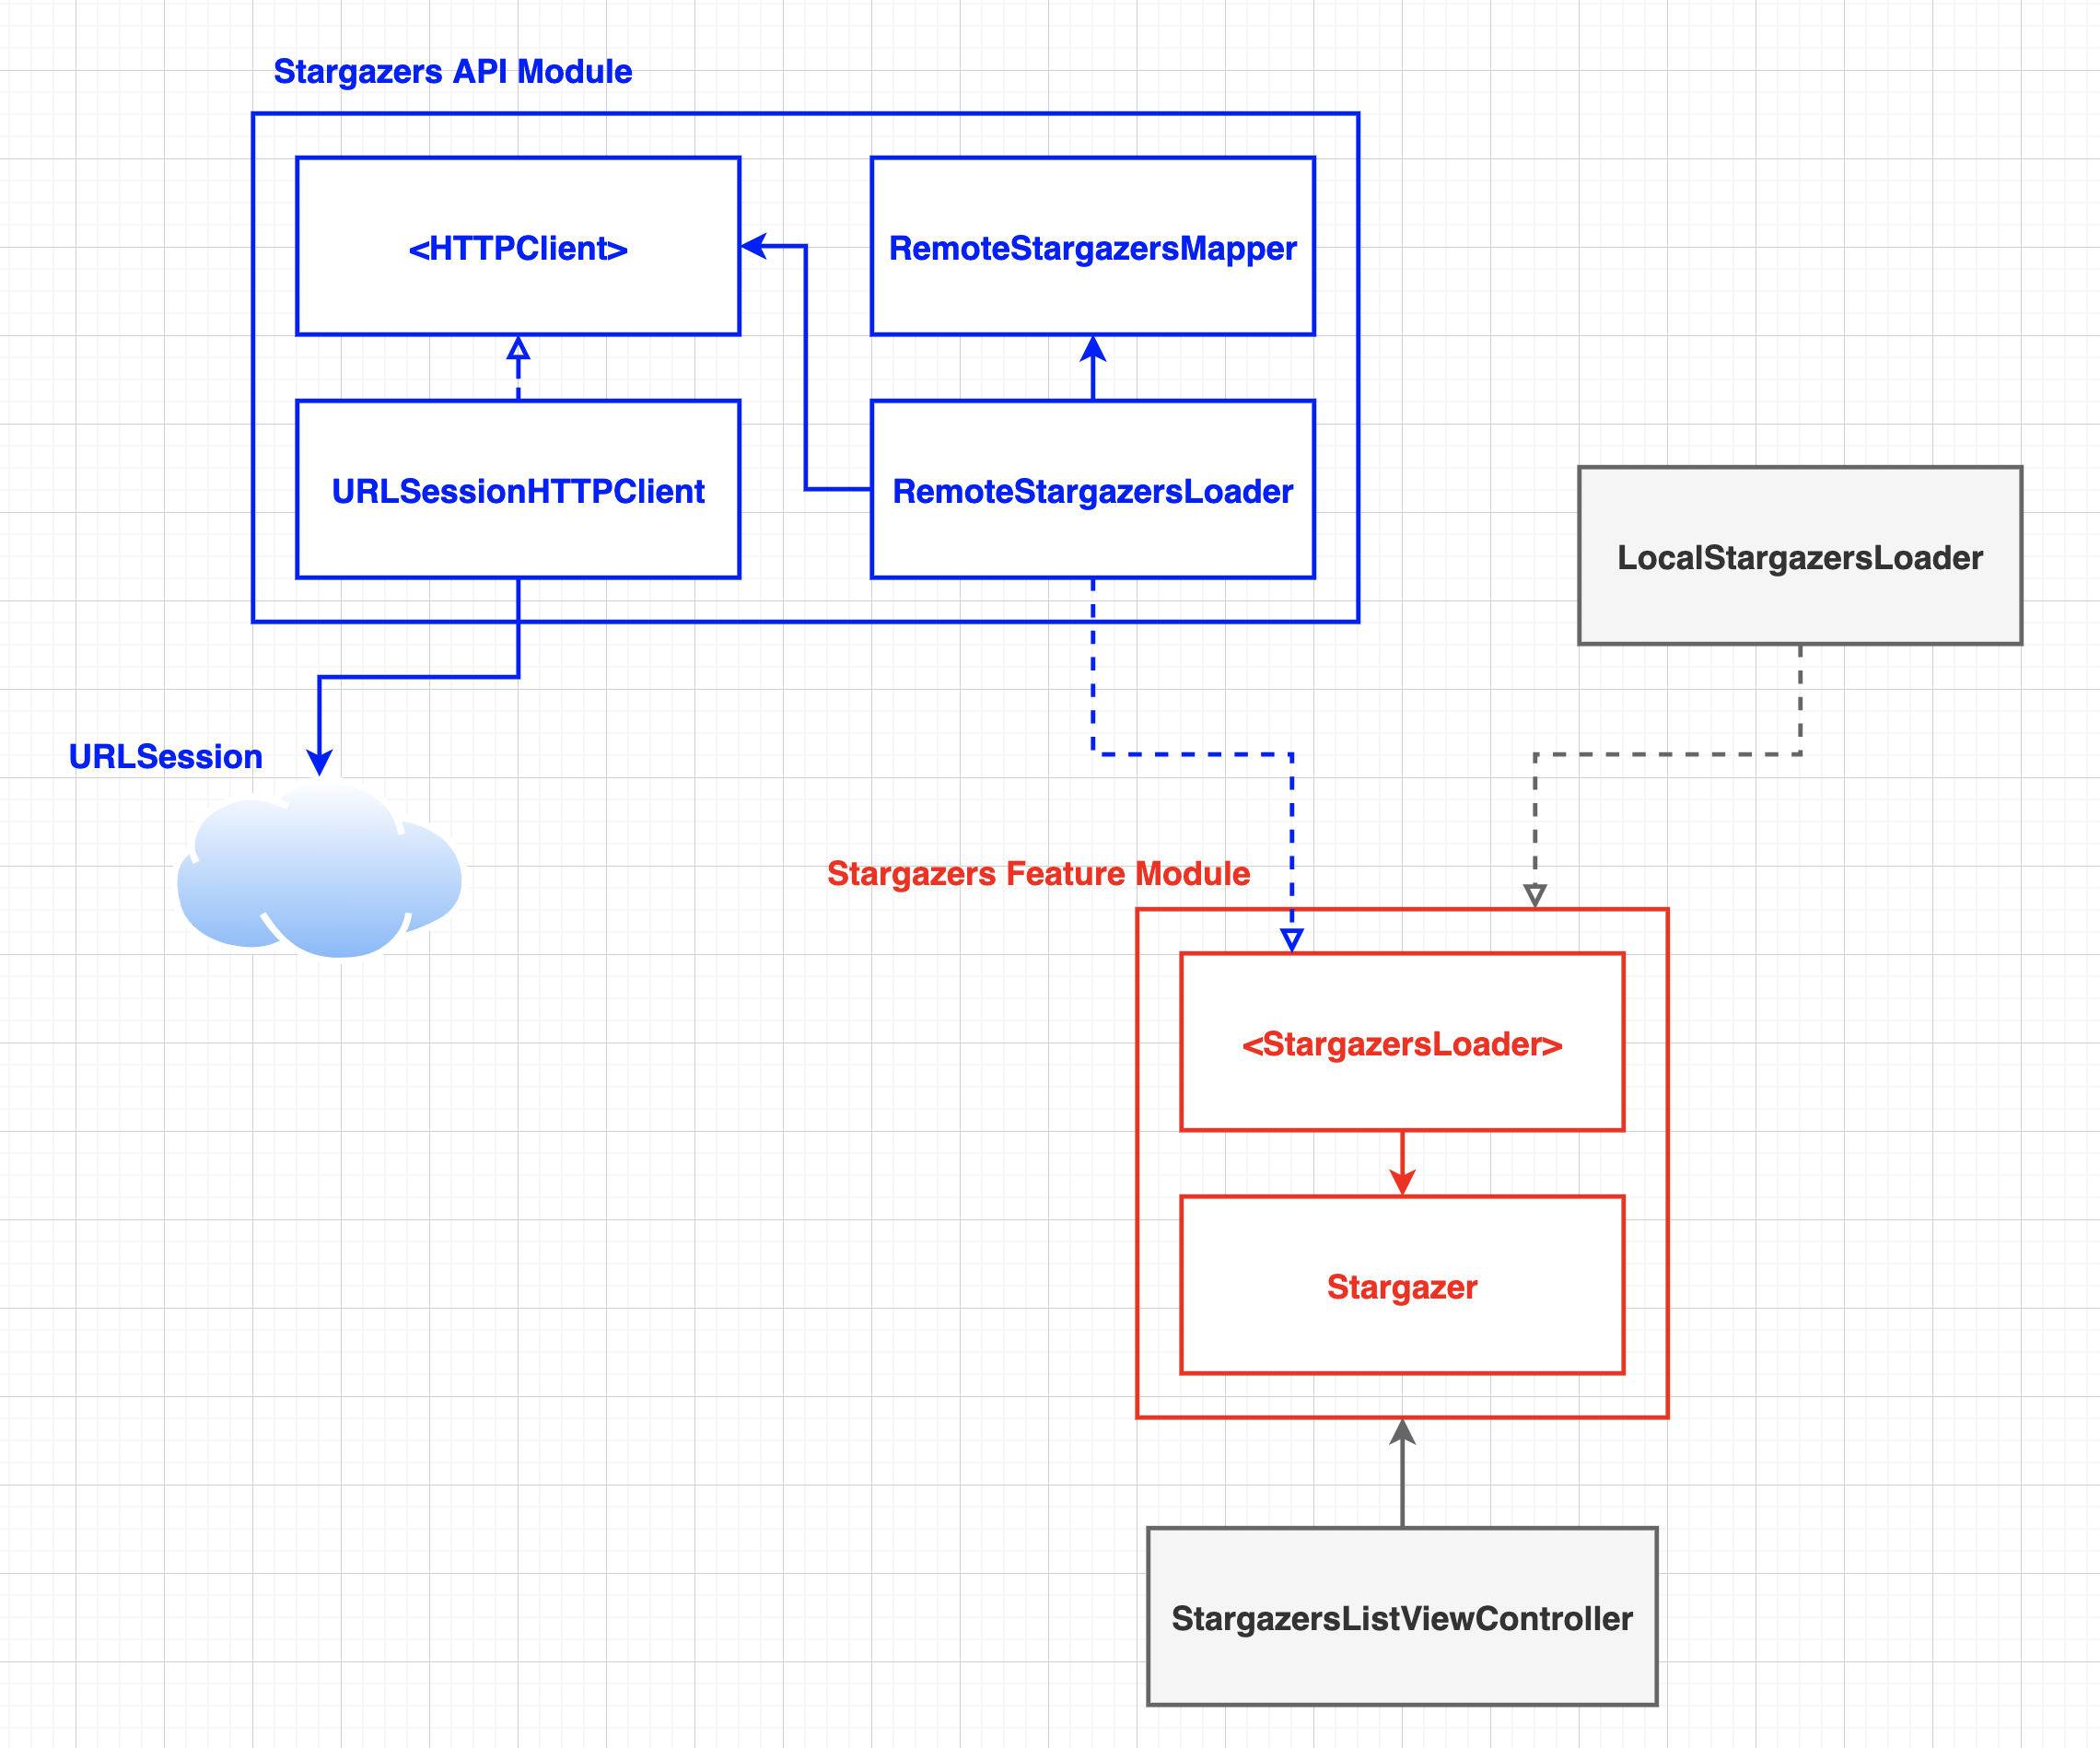 Stargazers API Module
<HTTPClient>
RemoteStargazersMapper
URLSessionHTTPClient
RemoteStargazersLoader
LocalStargazersLoader
URLSession
Stargazers Feature Module
<StargazersLoader>
Stargazer
StargazersListViewController